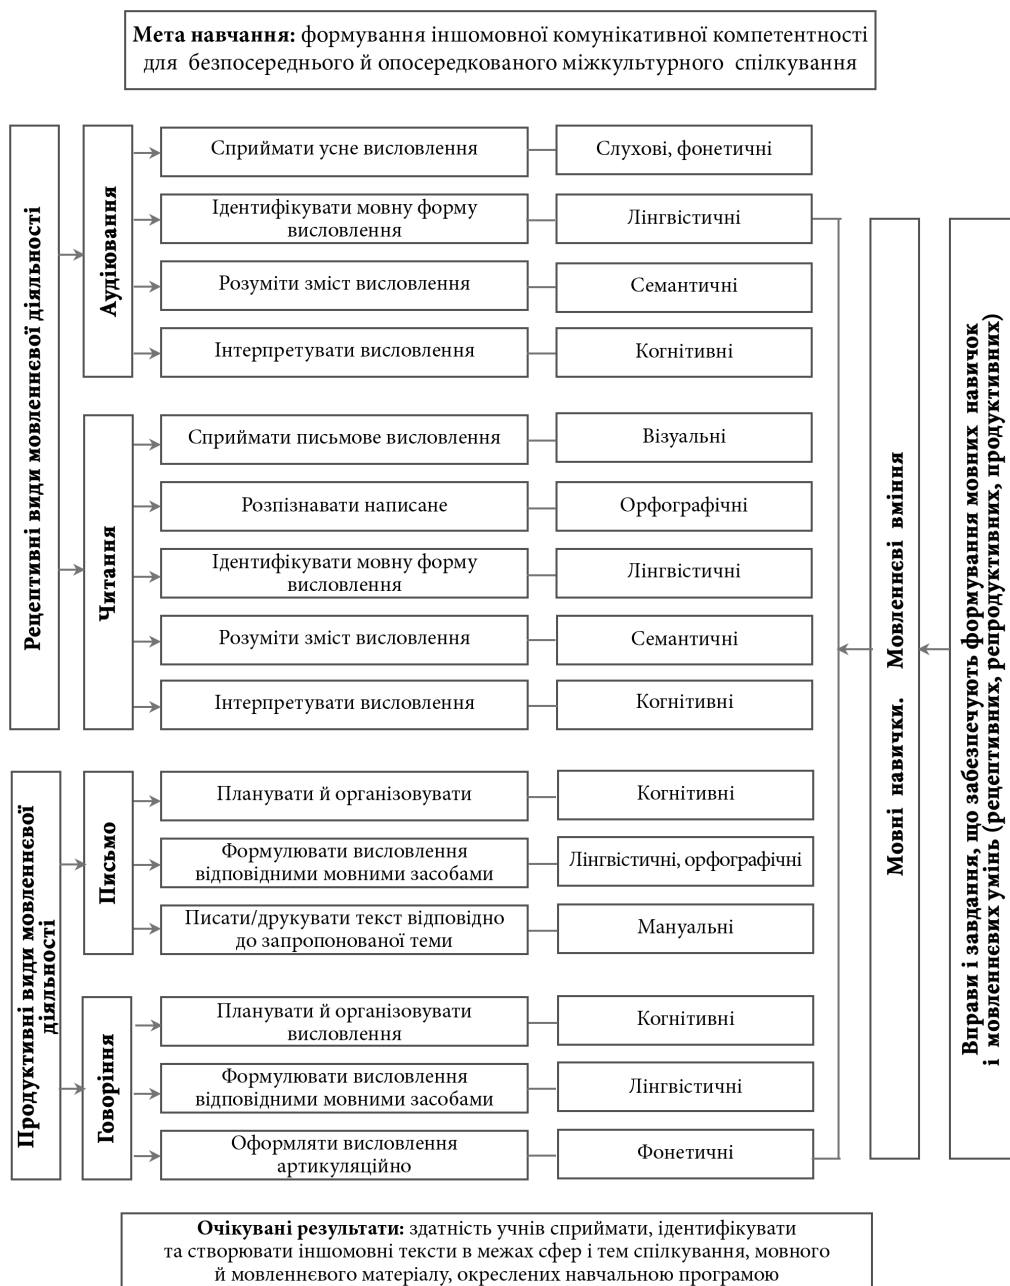 Мета навчання: формування іншомовної комунікативної компетентності
для безпосереднього й опосередкованого міжкультурного спілкування
Рецептивні види мовленнєвої діяльності
Аудіювання
Сприймати усне висловлення
Слухові, фонетичні
Ідентифікувати мовну форму
висловлення
Лінгвістичні
Розуміти зміст висловлення
Семантичні
Інтерпретувати висловлення
Когнітивні
Читання
Сприймати письмове висловлення
Візуальні
Розпізнавати написане
Орфографічні
Ідентифікувати мовну форму
висловлення
Лінгвістичні
Розуміти зміст висловлення
Семантичні
Інтерпретувати висловлення
Когнітивні
Продуктивні види мовленнєвої
діяльності
Письмо
Планувати й організовувати
Когнітивні
Формулювати висловлення
відповідними мовними засобами
Лінгвістичні, орфографічні
Писати/друкувати текст відповідно
до запропонованої теми
Мануальні
Говоріння
Планувати й організовувати
висловлення
Когнітивні
Формулювати висловлення
відповідними мовними засобами
Лінгвістичні
Оформляти висловлення
артикуляційно
Фонетичні
Мовні навички. Мовленнєві вміння
Вправи і завдання, що забезпечують формування мовних навичок
і мовленнєвих умінь (рецептивних, репродуктивних, продуктивних)
Очікувані результати: здатність учнів сприймати, ідентифікувати
та створювати іншомовні тексти в межах сфер і тем спілкування, мовного
й мовленнєвого матеріалу, окреслених навчальною програмою